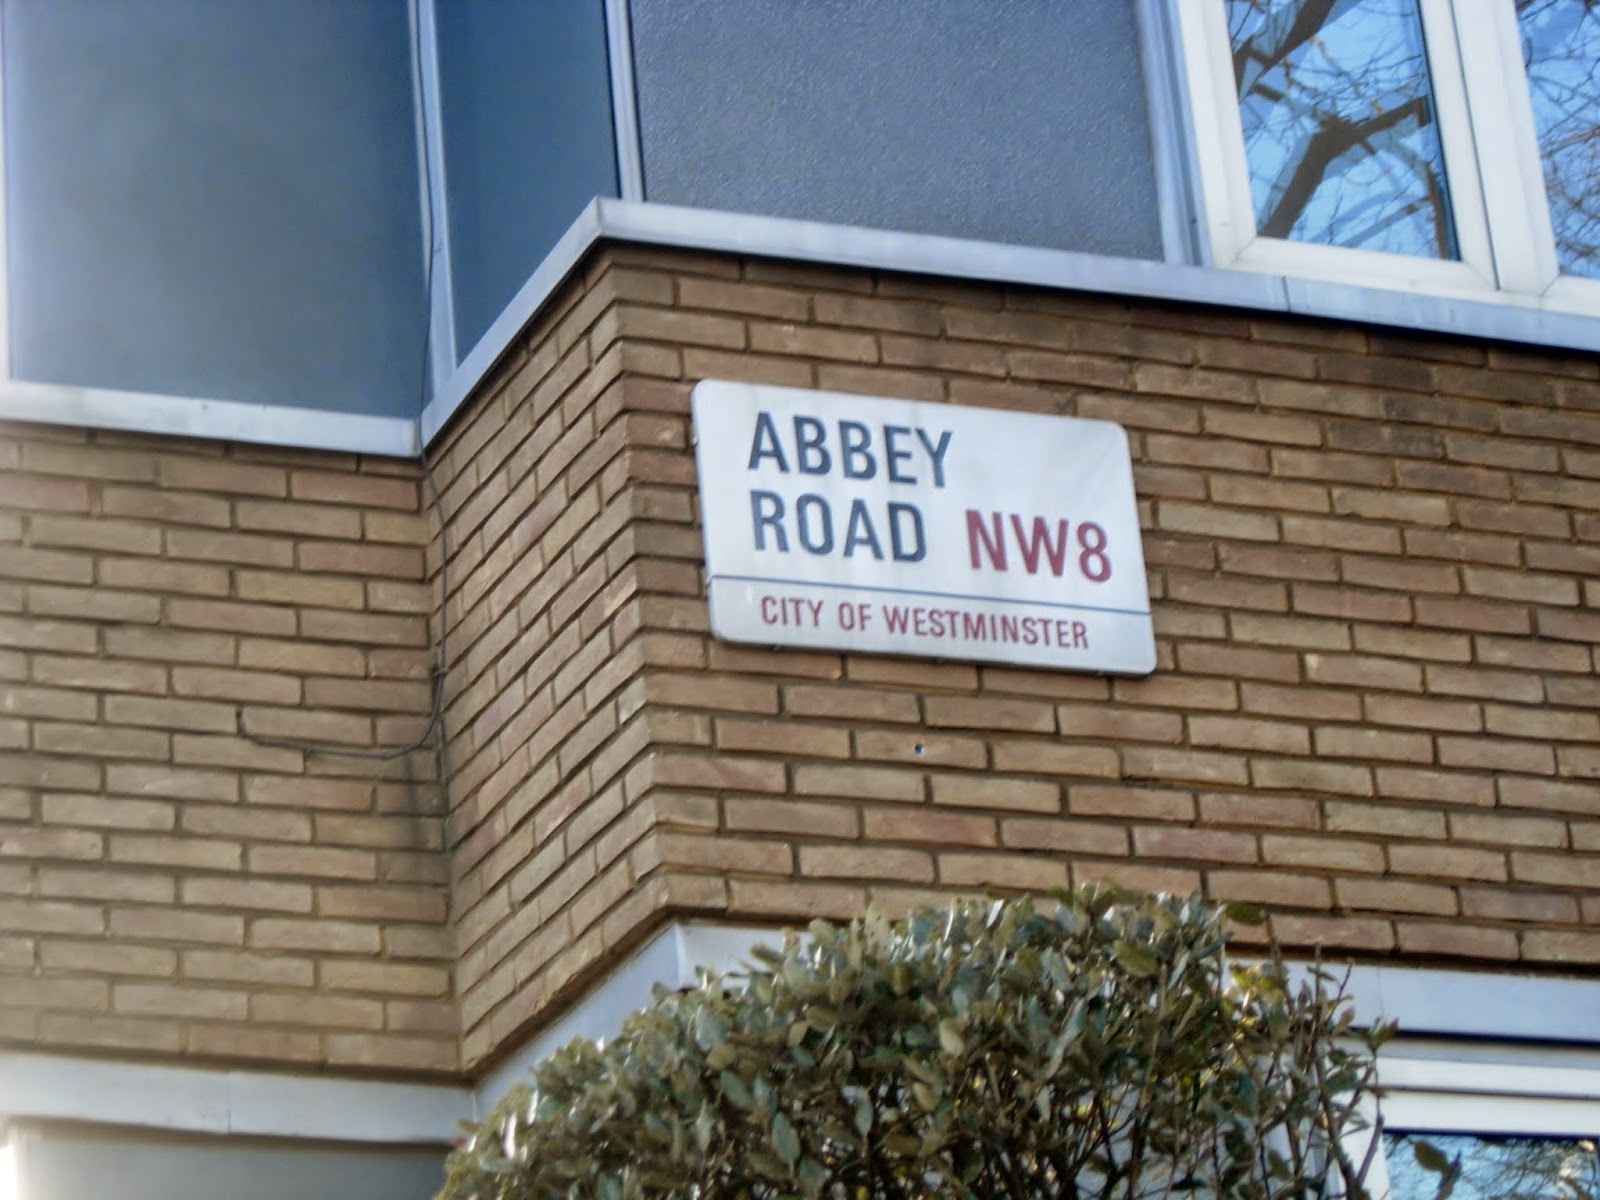 ABBEY
ROAD NW8
CITY OF WESTMINSTER